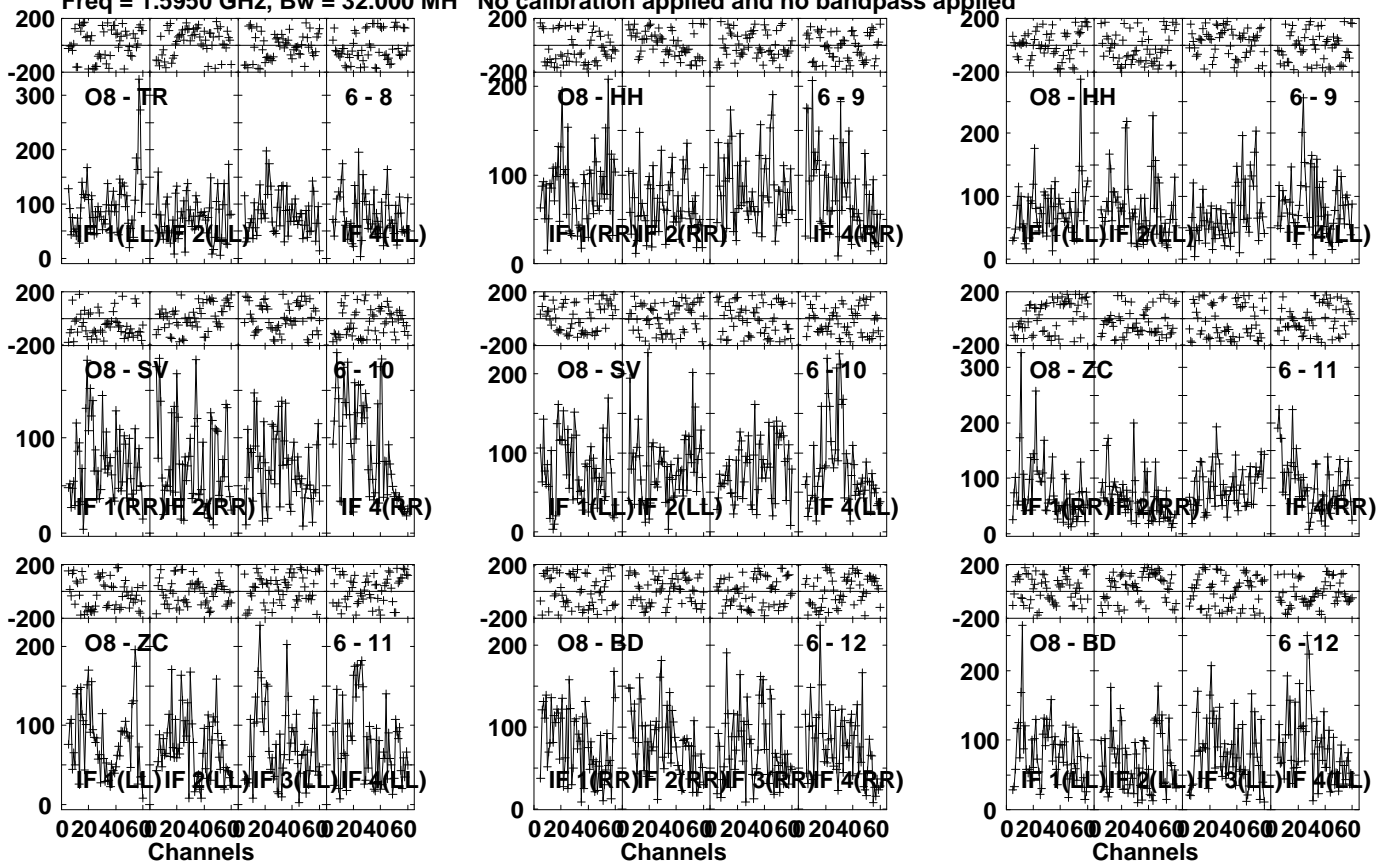 Freq = 1.5950 GHz, Bw = 32.000 MH No calibration applied and no bandpass applied
200
-200
O8 - TR 6 - 8
300
200
100
0
IF 1(LL) IF 2(LL) IF 4(LL)
200
-200
O8 - HH 6 - 9
200
100
0
IF 1(RR) IF 2(RR) IF 4(RR)
200
-200
O8 - HH 6 - 9
200
100
0
IF 1(LL) IF 2(LL) IF 4(LL)
200
-200
O8 - SV 6 - 10
100
0
IF 1(RR) IF 2(RR) IF 4(RR)
200
-200
O8 - SV 6 - 10
200
100
0
IF 1(LL) IF 2(LL) IF 4(LL)
200
-200
O8 - ZC 6 - 11
300
200
100
0
IF 1(RR) IF 2(RR) IF 4(RR)
200
-200
O8 - ZC 6 - 11
200
100
0
IF 1(LL) IF 2(LL) IF 3(LL) IF 4(LL)
0 20 40 60 0 20 40 60 0 20 40 60 0 20 40 60
Channels
200
-200
O8 - BD 6 - 12
200
100
0
IF 1(RR) IF 2(RR) IF 3(RR) IF 4(RR)
0 20 40 60 0 20 40 60 0 20 40 60 0 20 40 60
Channels
200
-200
O8 - BD 6 - 12
200
100
0
IF 1(LL) IF 2(LL) IF 3(LL) IF 4(LL)
0 20 40 60 0 20 40 60 0 20 40 60 0 20 40 60
Channels